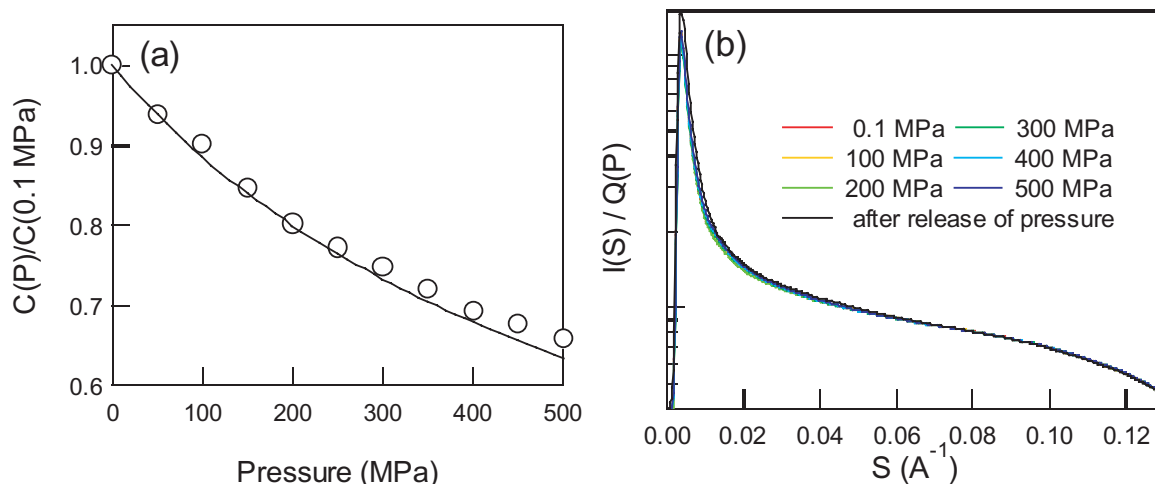 (a)
C(P)/C(0.1 MPa)
1.0
0.9
0.8
0.7
0.6
0 100 200 300 400 500
Pressure (MPa)
(b)
I(S) / Q(P)
0.1 MPa 300 MPa
100 MPa 400 MPa
200 MPa 500 MPa
after release of pressure
0.00 0.02 0.04 0.06 0.08 0.10 0.12
S (A⁻¹)